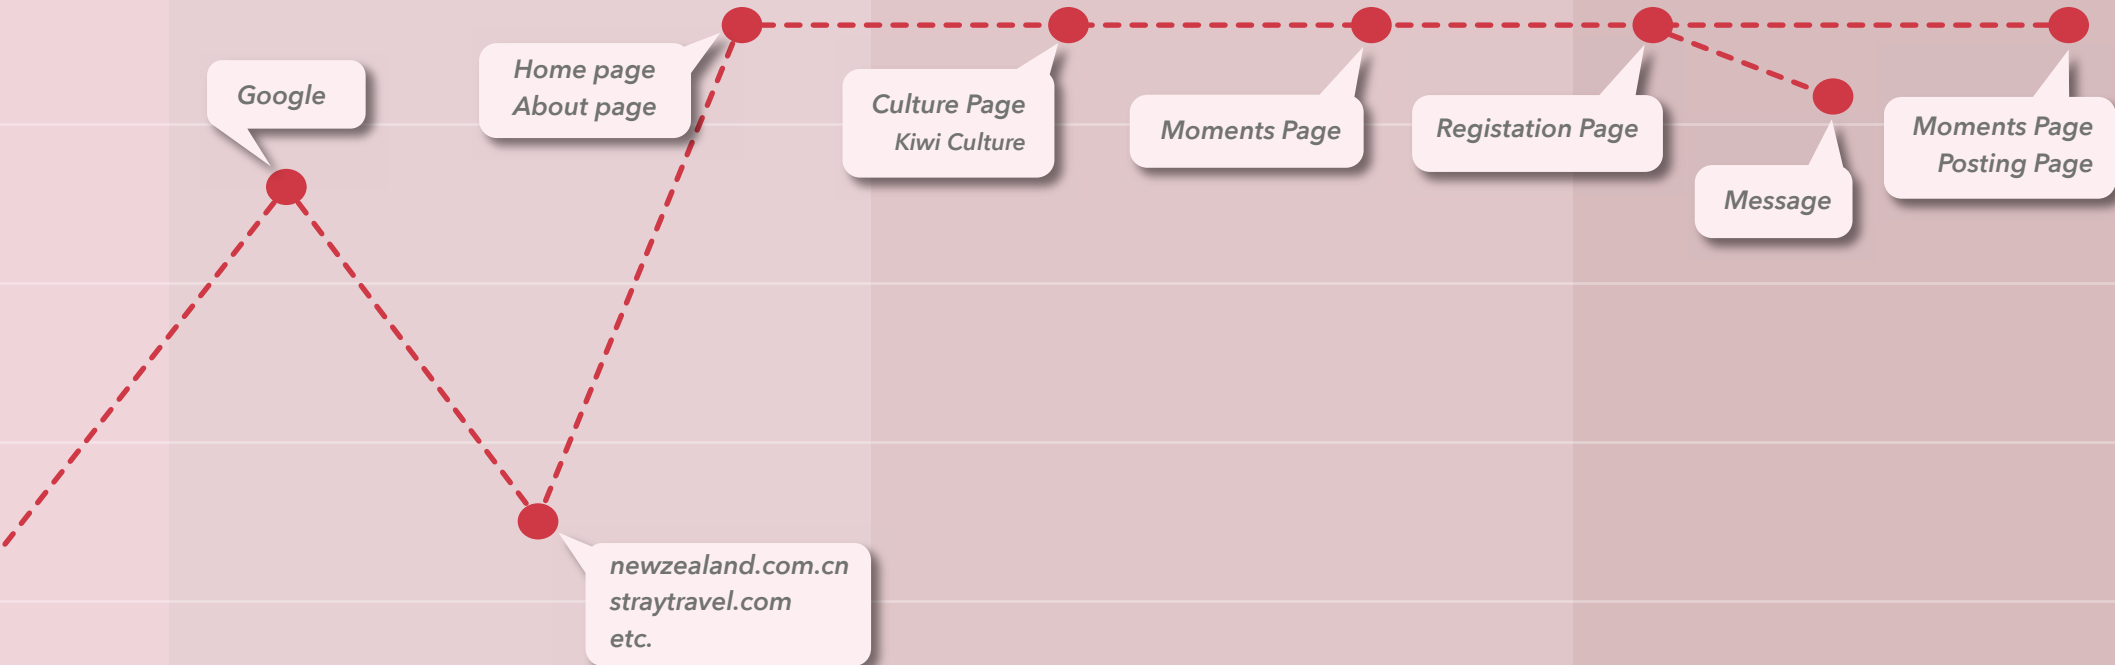 Google
Home page
About page
Culture Page
Kiwi Culture
Moments Page
Registation Page
Message
Moments Page
Posting Page
newzealand.com.cn
straytravel.com
etc.